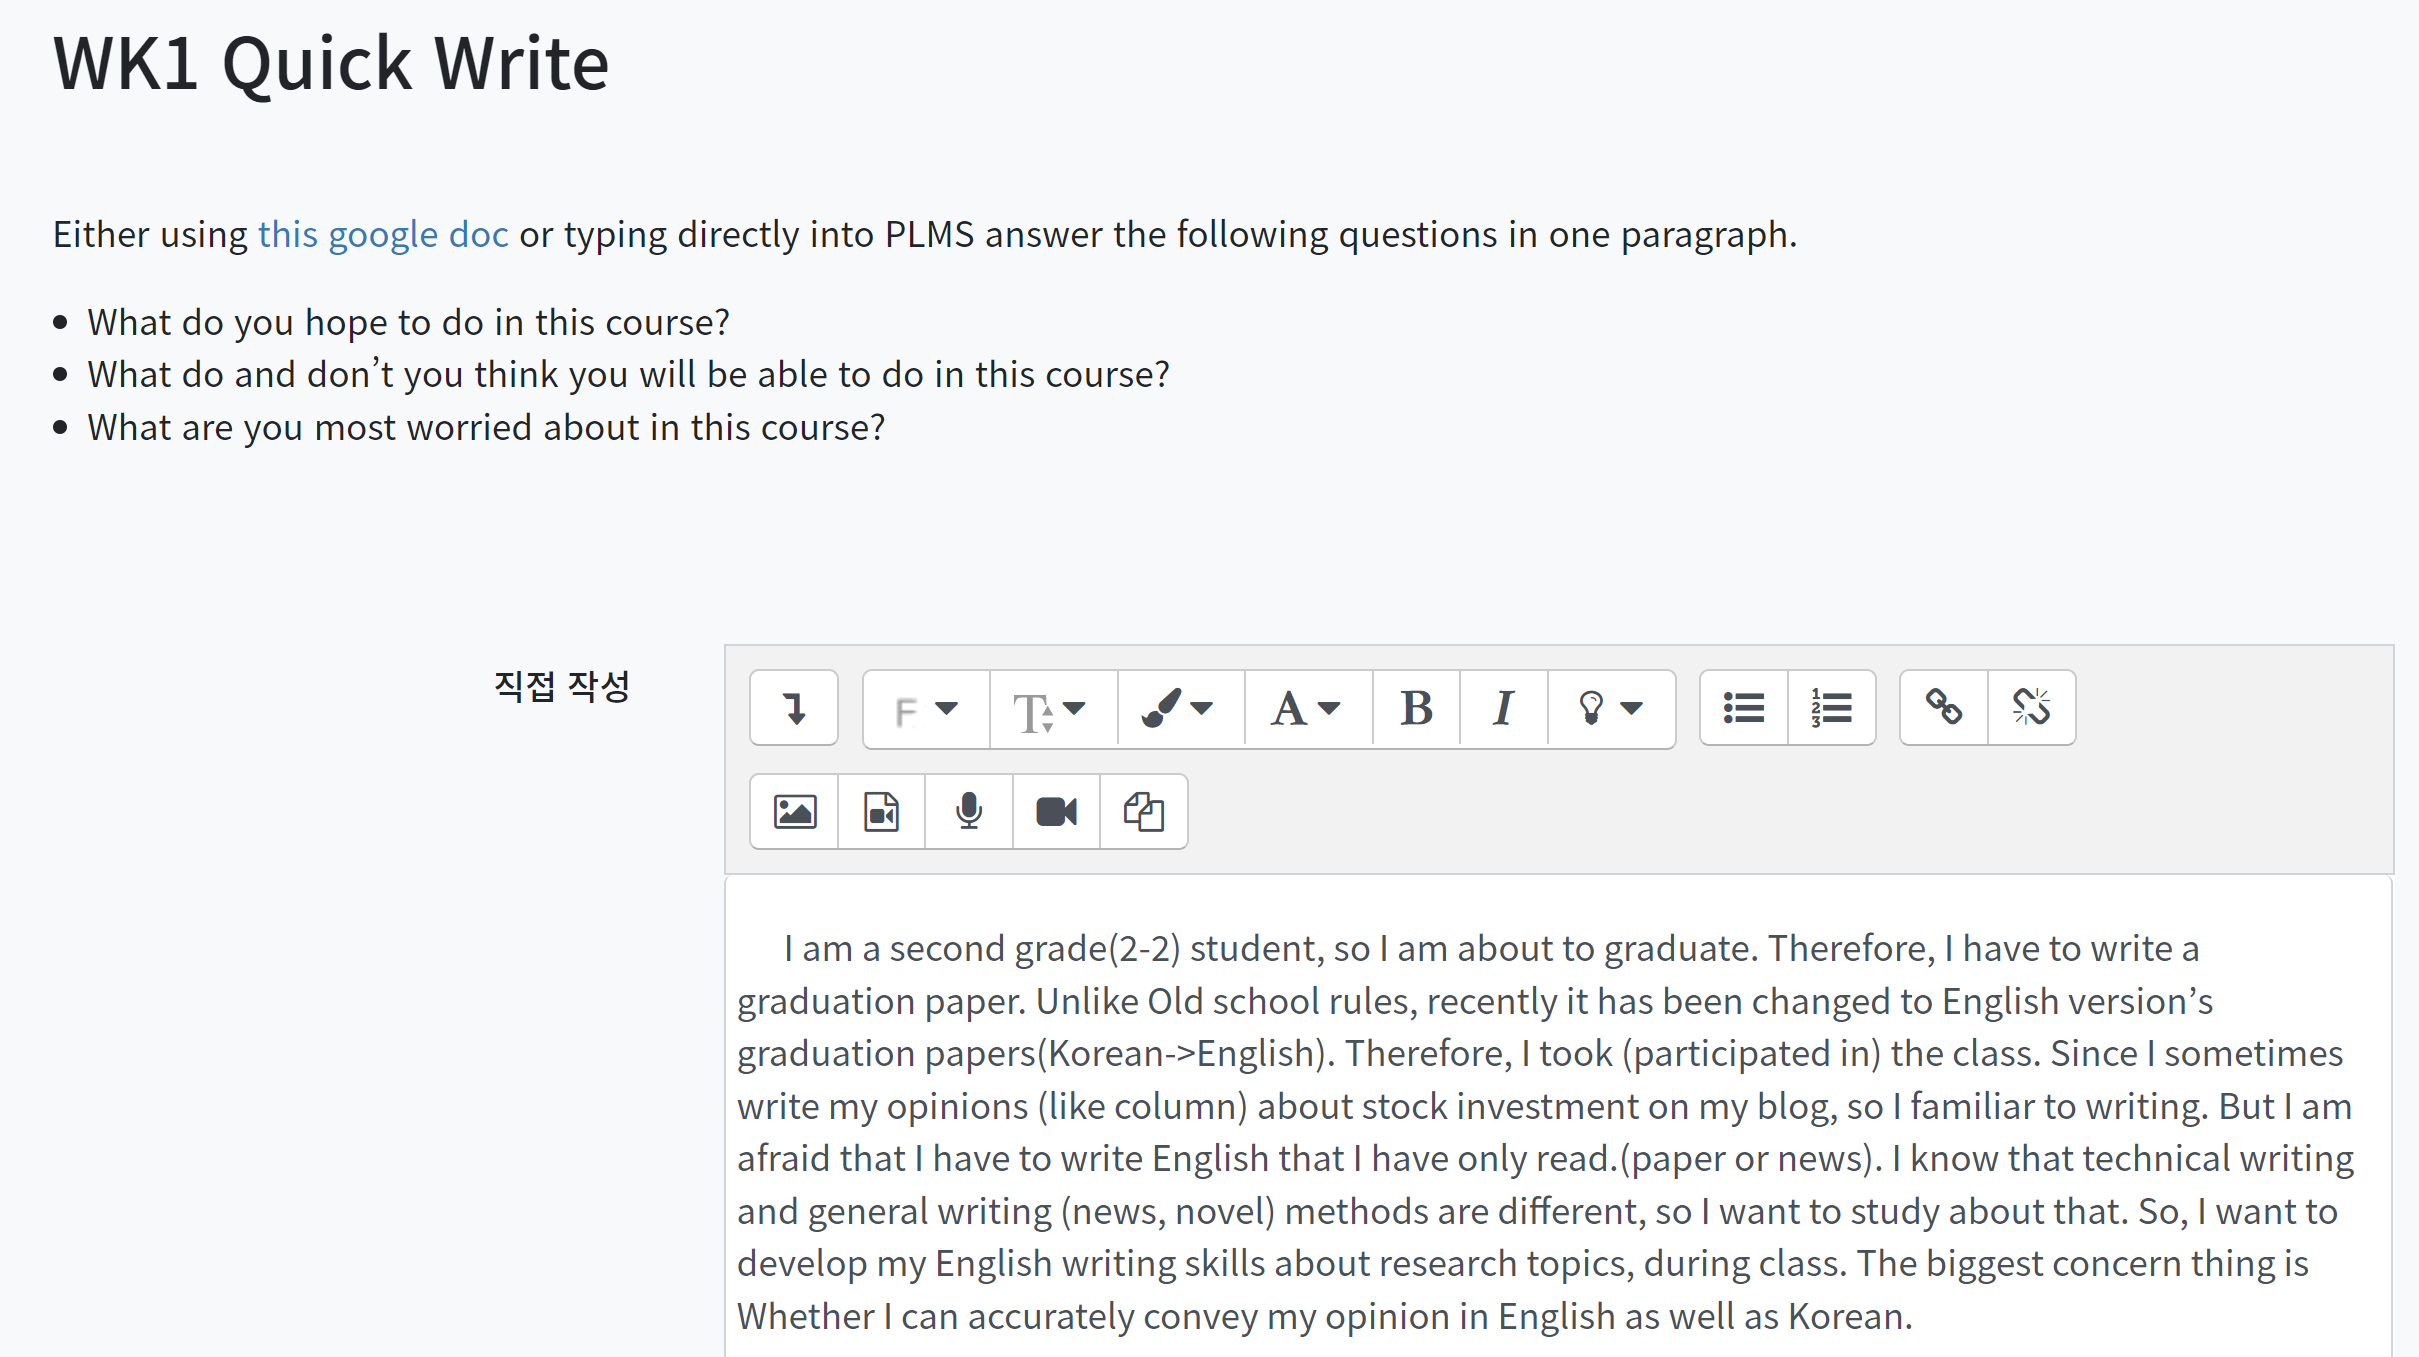 WK1 Quick Write
Either using this google doc or typing directly into PLMS answer the following questions in one paragraph.
• What do you hope to do in this course?
• What do and don’t you think you will be able to do in this course?
• What are you most worried about in this course?
직접 작성
I am a second grade(2-2) student, so I am about to graduate. Therefore, I have to write a
graduation paper. Unlike Old school rules, recently it has been changed to English version’s
graduation papers(Korean->English). Therefore, I took (participated in) the class. Since I sometimes
write my opinions (like column) about stock investment on my blog, so I familiar to writing. But I am
afraid that I have to write English that I have only read.(paper or news). I know that technical writing
and general writing (news, novel) methods are different, so I want to study about that. So, I want to
develop my English writing skills about research topics, during class. The biggest concern thing is
Whether I can accurately convey my opinion in English as well as Korean.